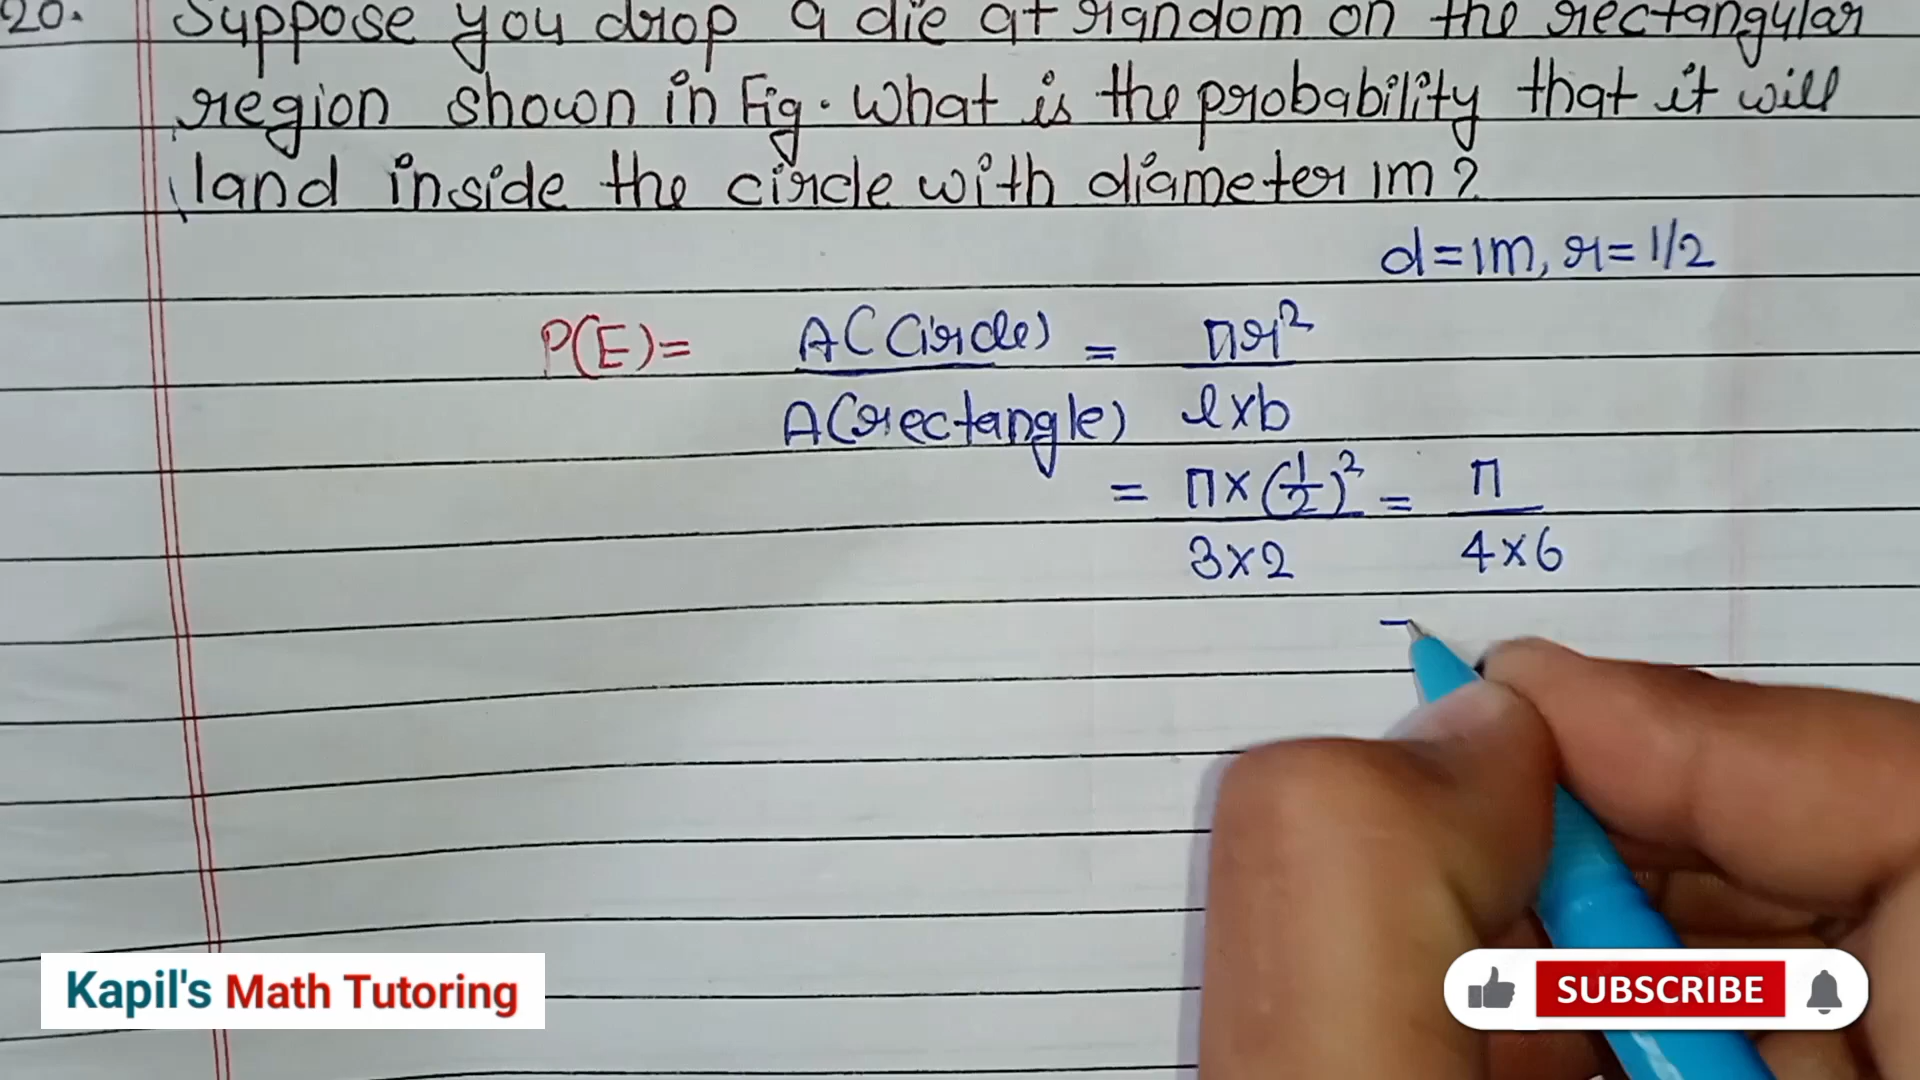 20. Suppose you drop a die at random on the rectangular
region shown in Fig. What is the probability that it will
land inside the circle with diameter 1m?
d=1m, r=1/2
P(E)= A(Circle) / A(rectangle) = πr² / l×b
= π×(1/2)² / 3×2 = π / 4×6
Kapil's Math Tutoring
SUBSCRIBE